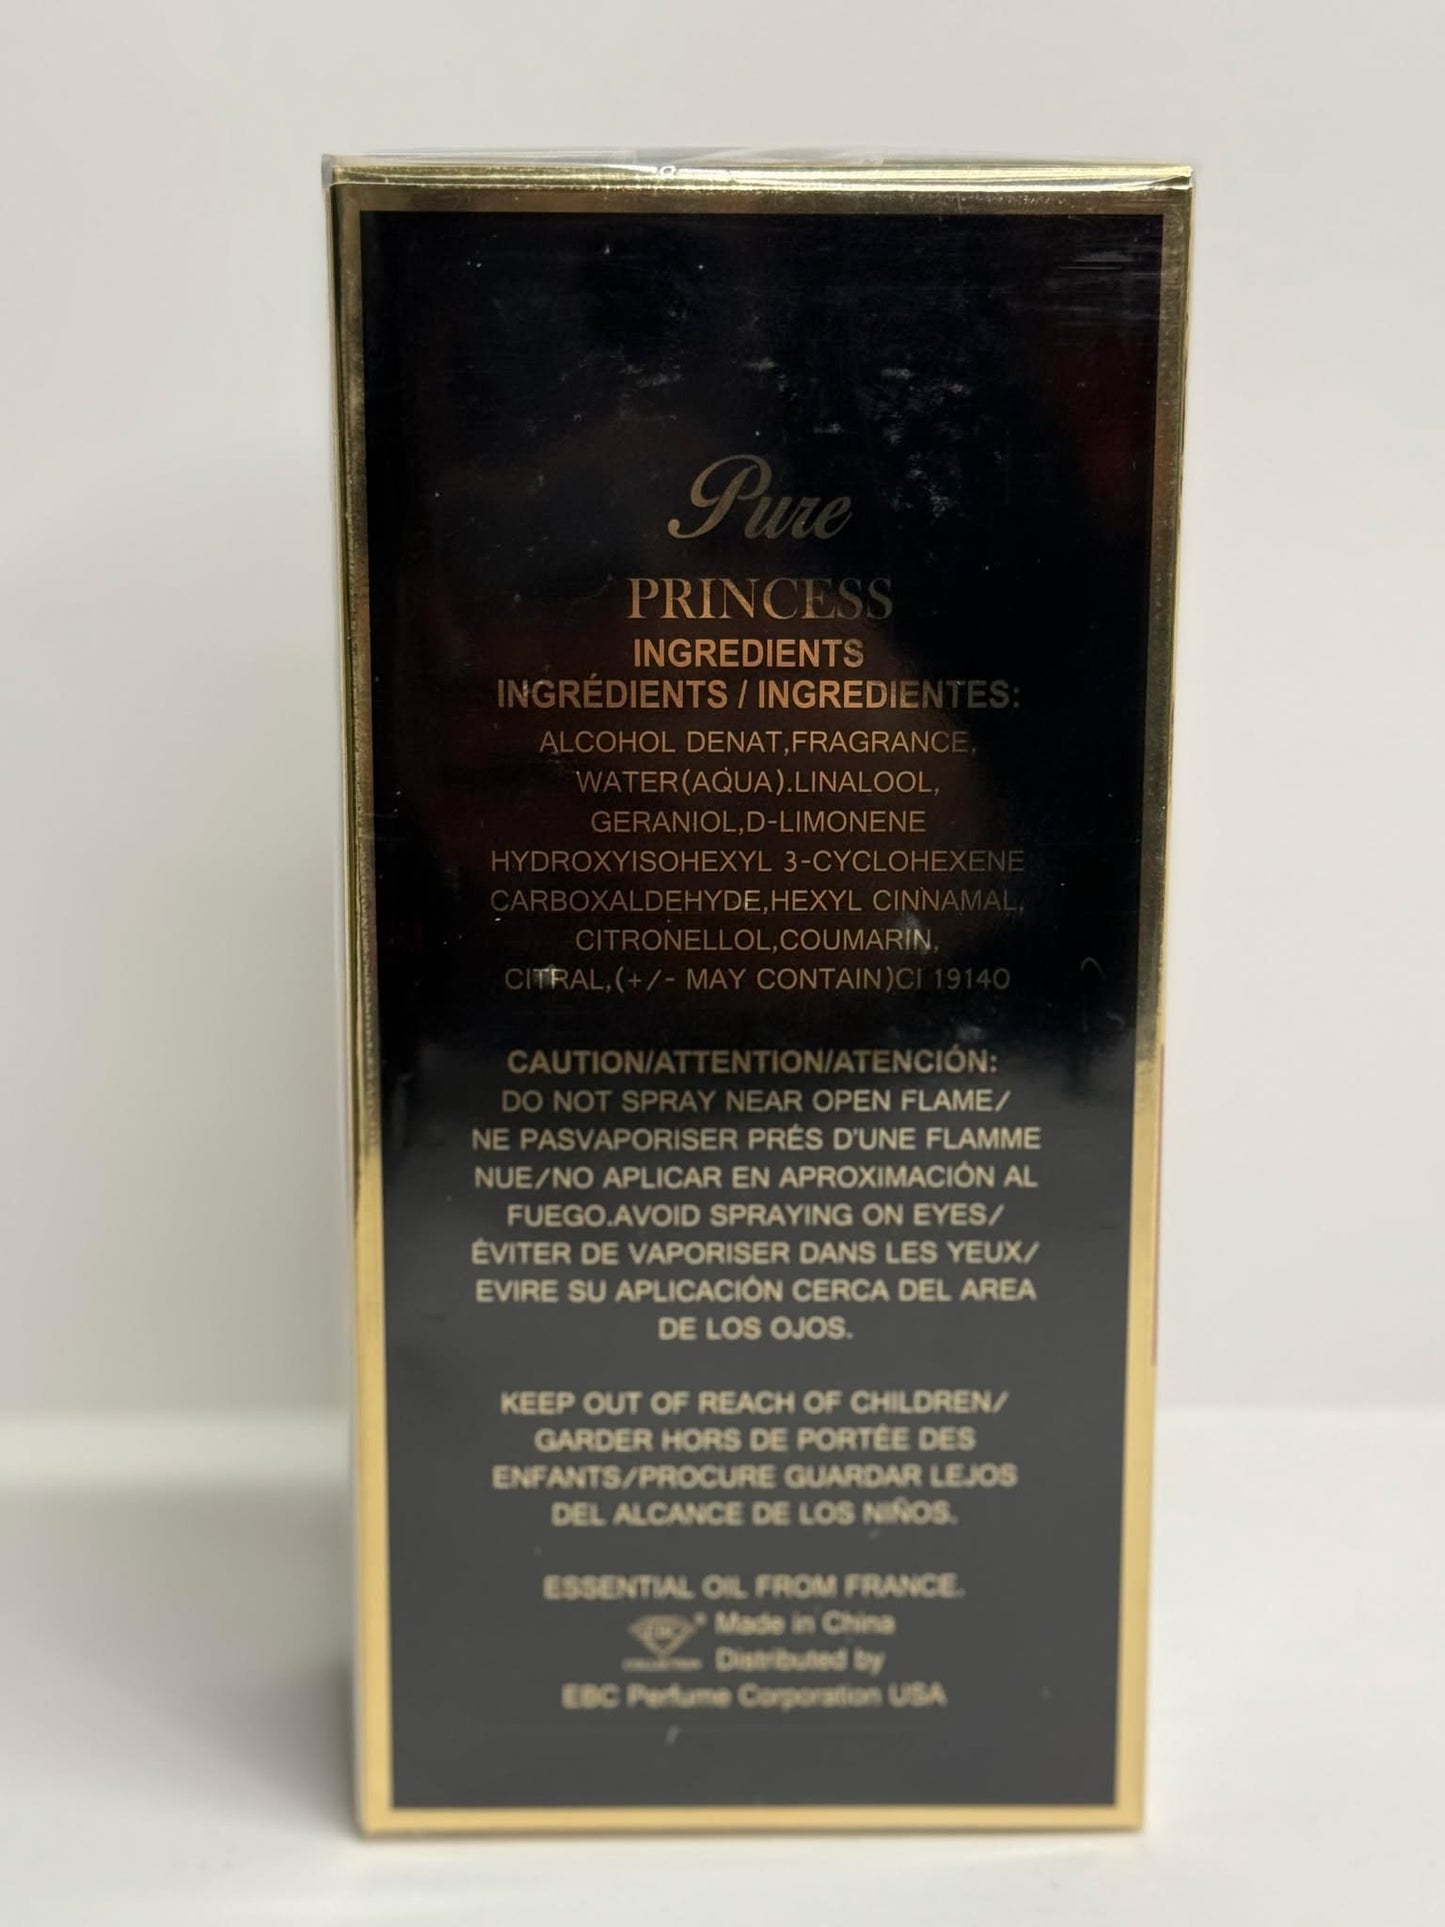 Pure
PRINCESS
INGREDIENTS
INGRÉDIENTS / INGREDIENTES:
ALCOHOL DENAT,FRAGRANCE,
WATER(AQUA).LINALOOL,
GERANIOL,D-LIMONENE
HYDROXYISOHEXYL 3-CYCLOHEXENE
CARBOXALDEHYDE,HEXYL CINNAMAL,
CITRONELLOL,COUMARIN,
CITRAL,(+/- MAY CONTAIN)CI 19140
CAUTION/ATTENTION/ATENCIÓN:
DO NOT SPRAY NEAR OPEN FLAME/
NE PASVAPORISER PRÉS D'UNE FLAMME
NUE/NO APLICAR EN APROXIMACIÓN AL
FUEGO.AVOID SPRAYING ON EYES/
ÉVITER DE VAPORISER DANS LES YEUX/
EVIRE SU APLICACIÓN CERCA DEL AREA
DE LOS OJOS.
KEEP OUT OF REACH OF CHILDREN/
GARDER HORS DE PORTÉE DES
ENFANTS/PROCURE GUARDAR LEJOS
DEL ALCANCE DE LOS NIÑOS.
ESSENTIAL OIL FROM FRANCE.
Made in China
COLLECTION Distributed by
EBC Perfume Corporation USA